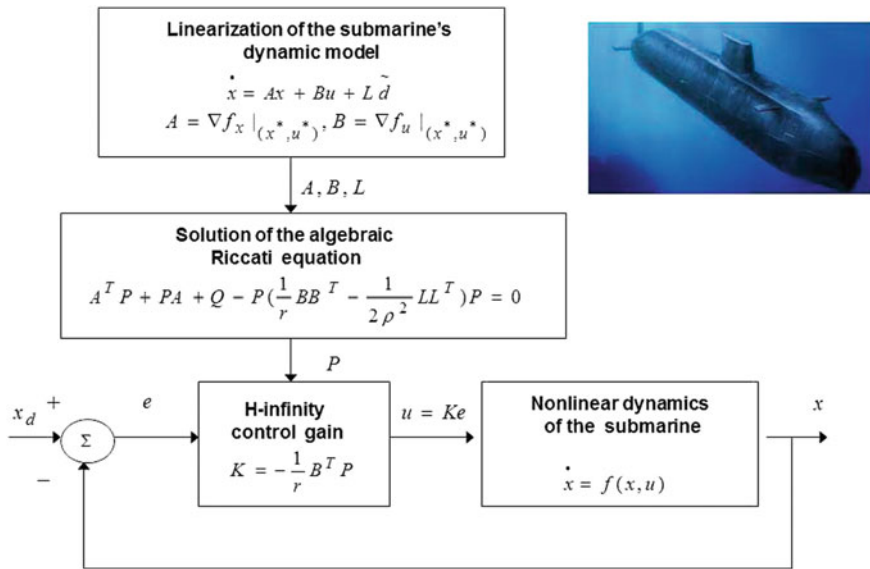 Linearization of the submarine's
dynamic model
ẋ = Ax + Bu + L d̃
A = ∇f_x |_(x*,u*), B = ∇f_u |_(x*,u*)
A, B, L
Solution of the algebraic
Riccati equation
A^T P + PA + Q − P(1/r BB^T − 1/2ρ^2 LL^T)P = 0
P
x_d
+
−
Σ
e
H-infinity
control gain
K = −1/r B^T P
u = Ke
Nonlinear dynamics
of the submarine
ẋ = f(x,u)
x